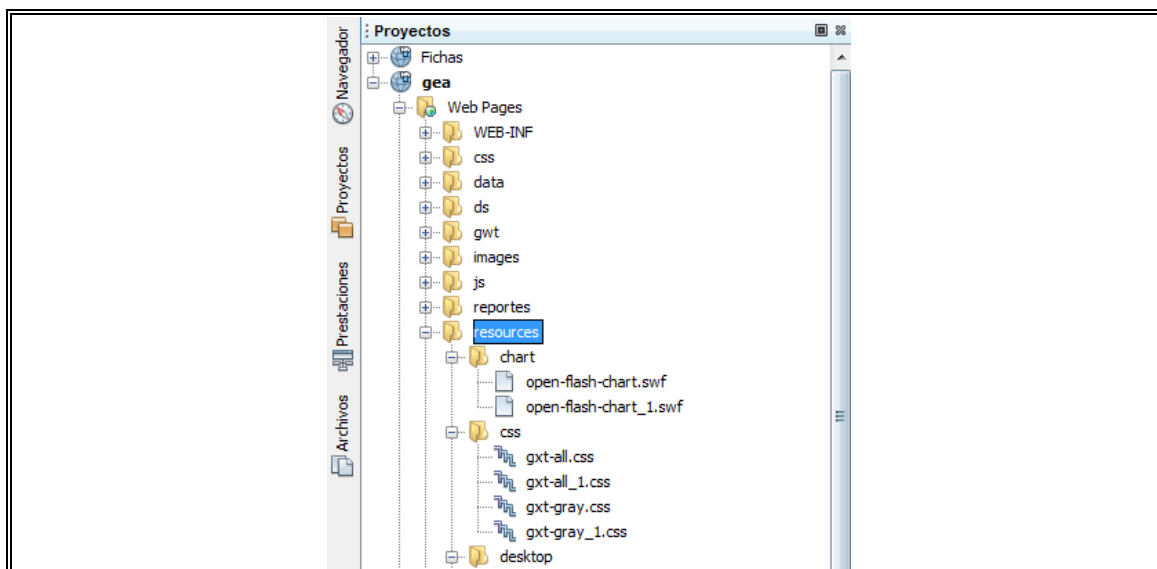 Proyectos
Navegador
Proyectos
Prestaciones
Archivos
Fichas
gea
Web Pages
WEB-INF
css
data
ds
gwt
images
js
reportes
resources
chart
open-flash-chart.swf
open-flash-chart_1.swf
css
gxt-all.css
gxt-all_1.css
gxt-gray.css
gxt-gray_1.css
desktop